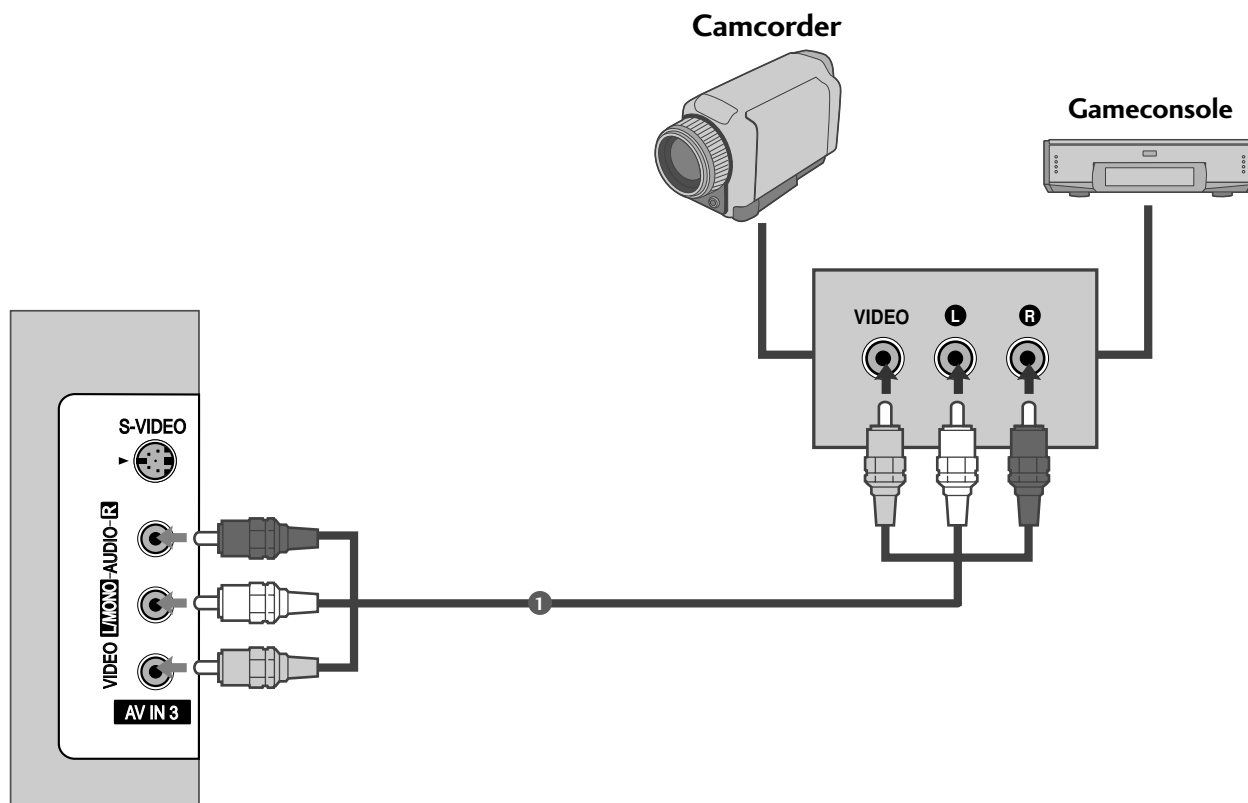 Camcorder
Gameconsole
VIDEO L R
S-VIDEO
VIDEO L/MONO-AUDIO-R
1
AV IN 3